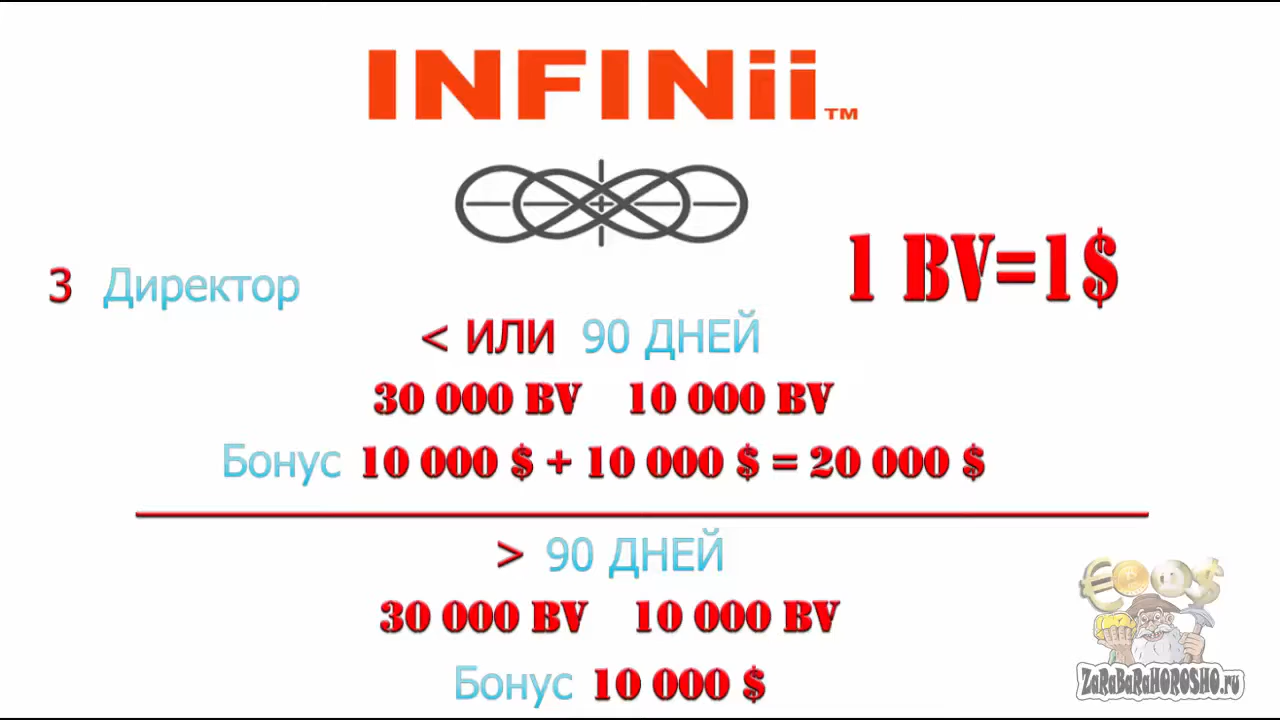 INFINii™
1 BV=1$
3 Директор
< ИЛИ 90 ДНЕЙ
30 000 BV 10 000 BV
Бонус 10 000 $ + 10 000 $ = 20 000 $
> 90 ДНЕЙ
30 000 BV 10 000 BV
Бонус 10 000 $
ZaRaBaRaHOROSHO.ru